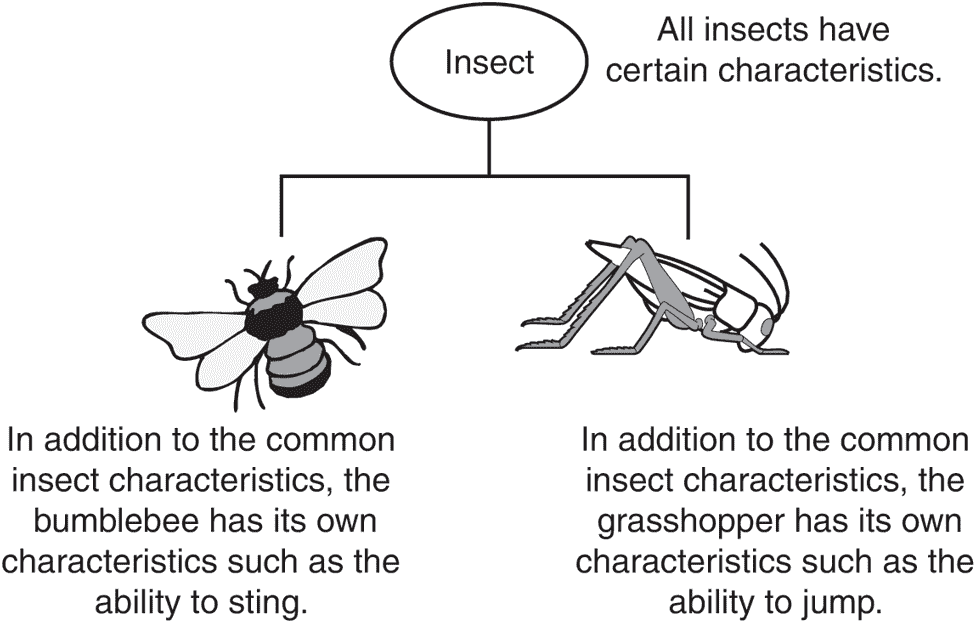 Insect
All insects have
certain characteristics.
In addition to the common
insect characteristics, the
bumblebee has its own
characteristics such as the
ability to sting.
In addition to the common
insect characteristics, the
grasshopper has its own
characteristics such as the
ability to jump.